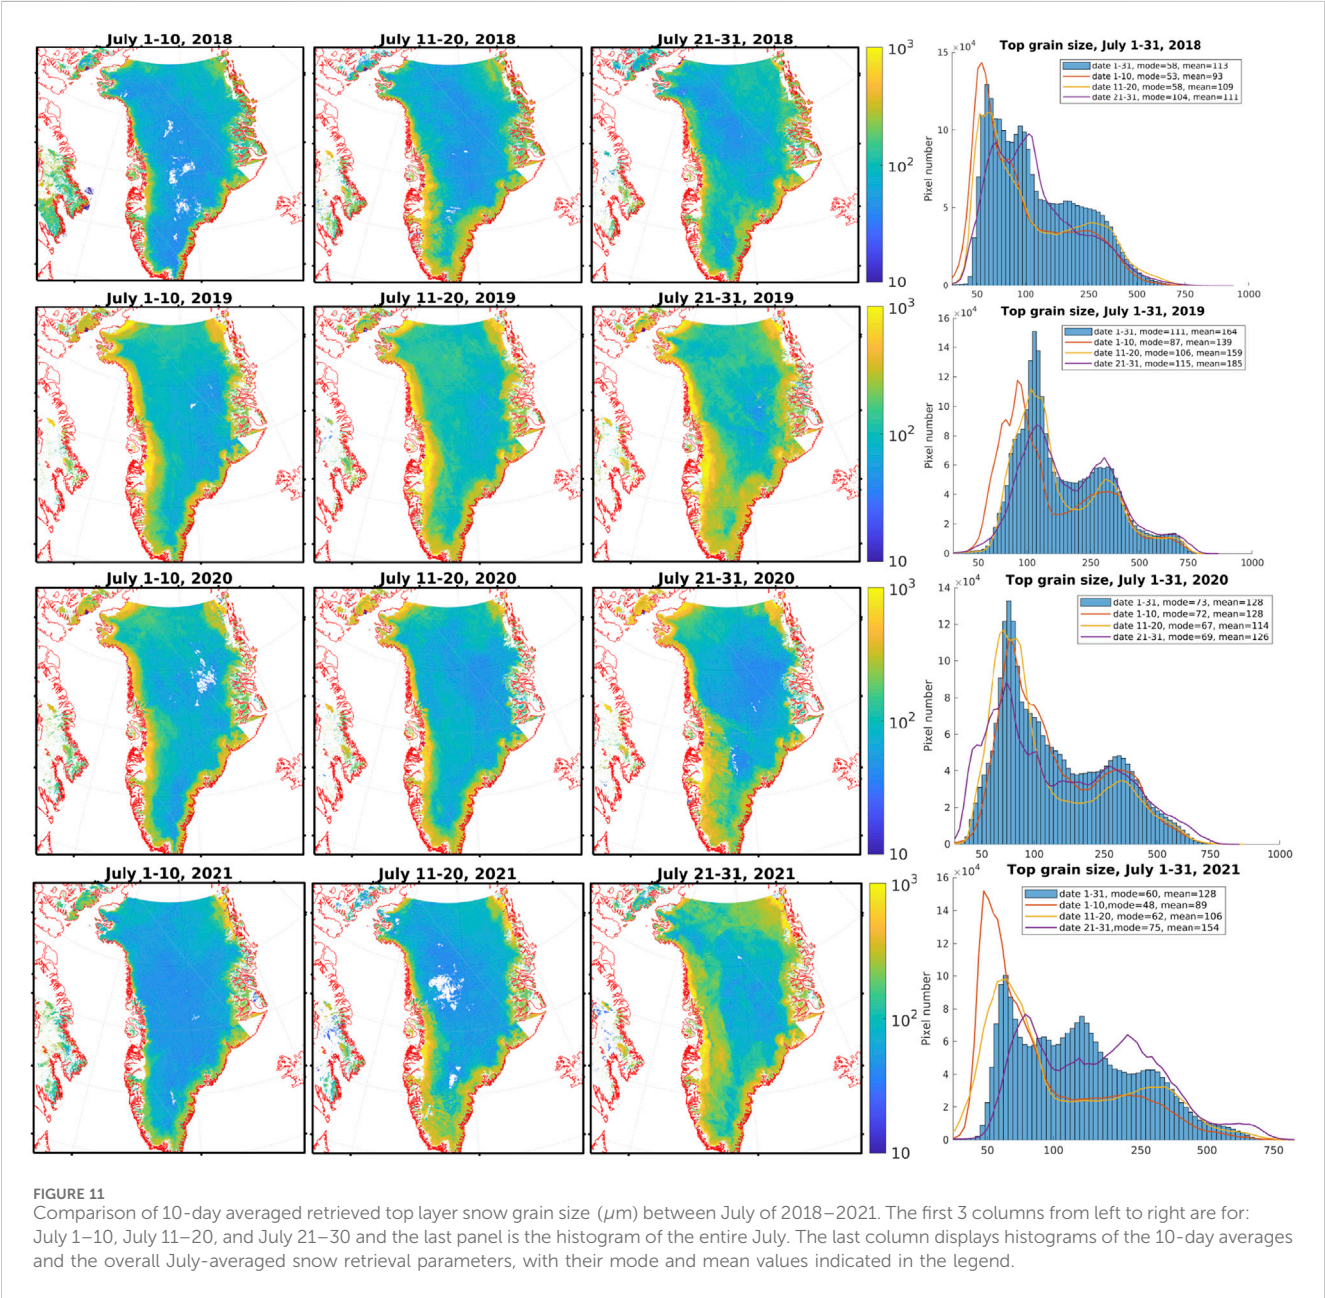 July 1-10, 2018
July 11-20, 2018
July 21-31, 2018
10³
10²
10
Top grain size, July 1-31, 2018
×10⁴
date 1-31, mode=58, mean=113
date 1-10, mode=53, mean=93
date 11-20, mode=58, mean=109
date 21-31, mode=104, mean=111
Pixel number
15
10
5
0
50 100 250 500 750 1000
July 1-10, 2019
July 11-20, 2019
July 21-31, 2019
10³
10²
10
Top grain size, July 1-31, 2019
×10⁴
date 1-31, mode=111, mean=164
date 1-10, mode=87, mean=139
date 11-20, mode=106, mean=159
date 21-31, mode=115, mean=185
Pixel number
16
14
12
10
8
6
4
2
0
50 100 250 500 750 1000
July 1-10, 2020
July 11-20, 2020
July 21-31, 2020
10³
10²
10
Top grain size, July 1-31, 2020
×10⁴
date 1-31, mode=73, mean=128
date 1-10, mode=72, mean=128
date 11-20, mode=67, mean=114
date 21-31, mode=69, mean=126
Pixel number
14
12
10
8
6
4
2
0
50 100 250 500 750 1000
July 1-10, 2021
July 11-20, 2021
July 21-31, 2021
10³
10²
10
Top grain size, July 1-31, 2021
×10⁴
date 1-31, mode=60, mean=128
date 1-10,mode=48, mean=89
date 11-20, mode=62, mean=106
date 21-31,mode=75, mean=154
Pixel number
16
14
12
10
8
6
4
2
0
50 100 250 500 750
FIGURE 11
Comparison of 10-day averaged retrieved top layer snow grain size (μm) between July of 2018–2021. The first 3 columns from left to right are for:
July 1–10, July 11–20, and July 21–30 and the last panel is the histogram of the entire July. The last column displays histograms of the 10-day averages
and the overall July-averaged snow retrieval parameters, with their mode and mean values indicated in the legend.